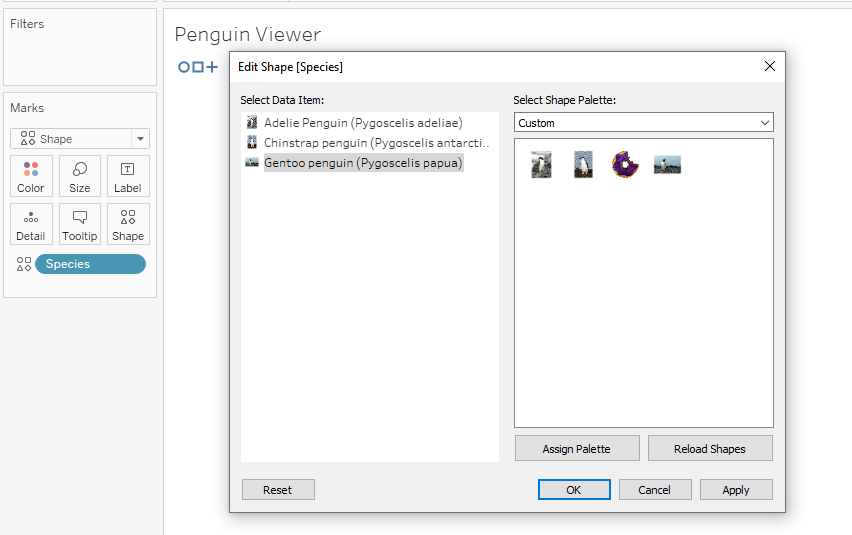 Filters
Penguin Viewer
Edit Shape [Species]
Select Data Item:
Select Shape Palette:
Adelie Penguin (Pygoscelis adeliae)
Custom
Chinstrap penguin (Pygoscelis antarcti..
Gentoo penguin (Pygoscelis papua)
Marks
Shape
Color
Size
Label
Detail
Tooltip
Shape
Species
Assign Palette
Reload Shapes
Reset
OK
Cancel
Apply